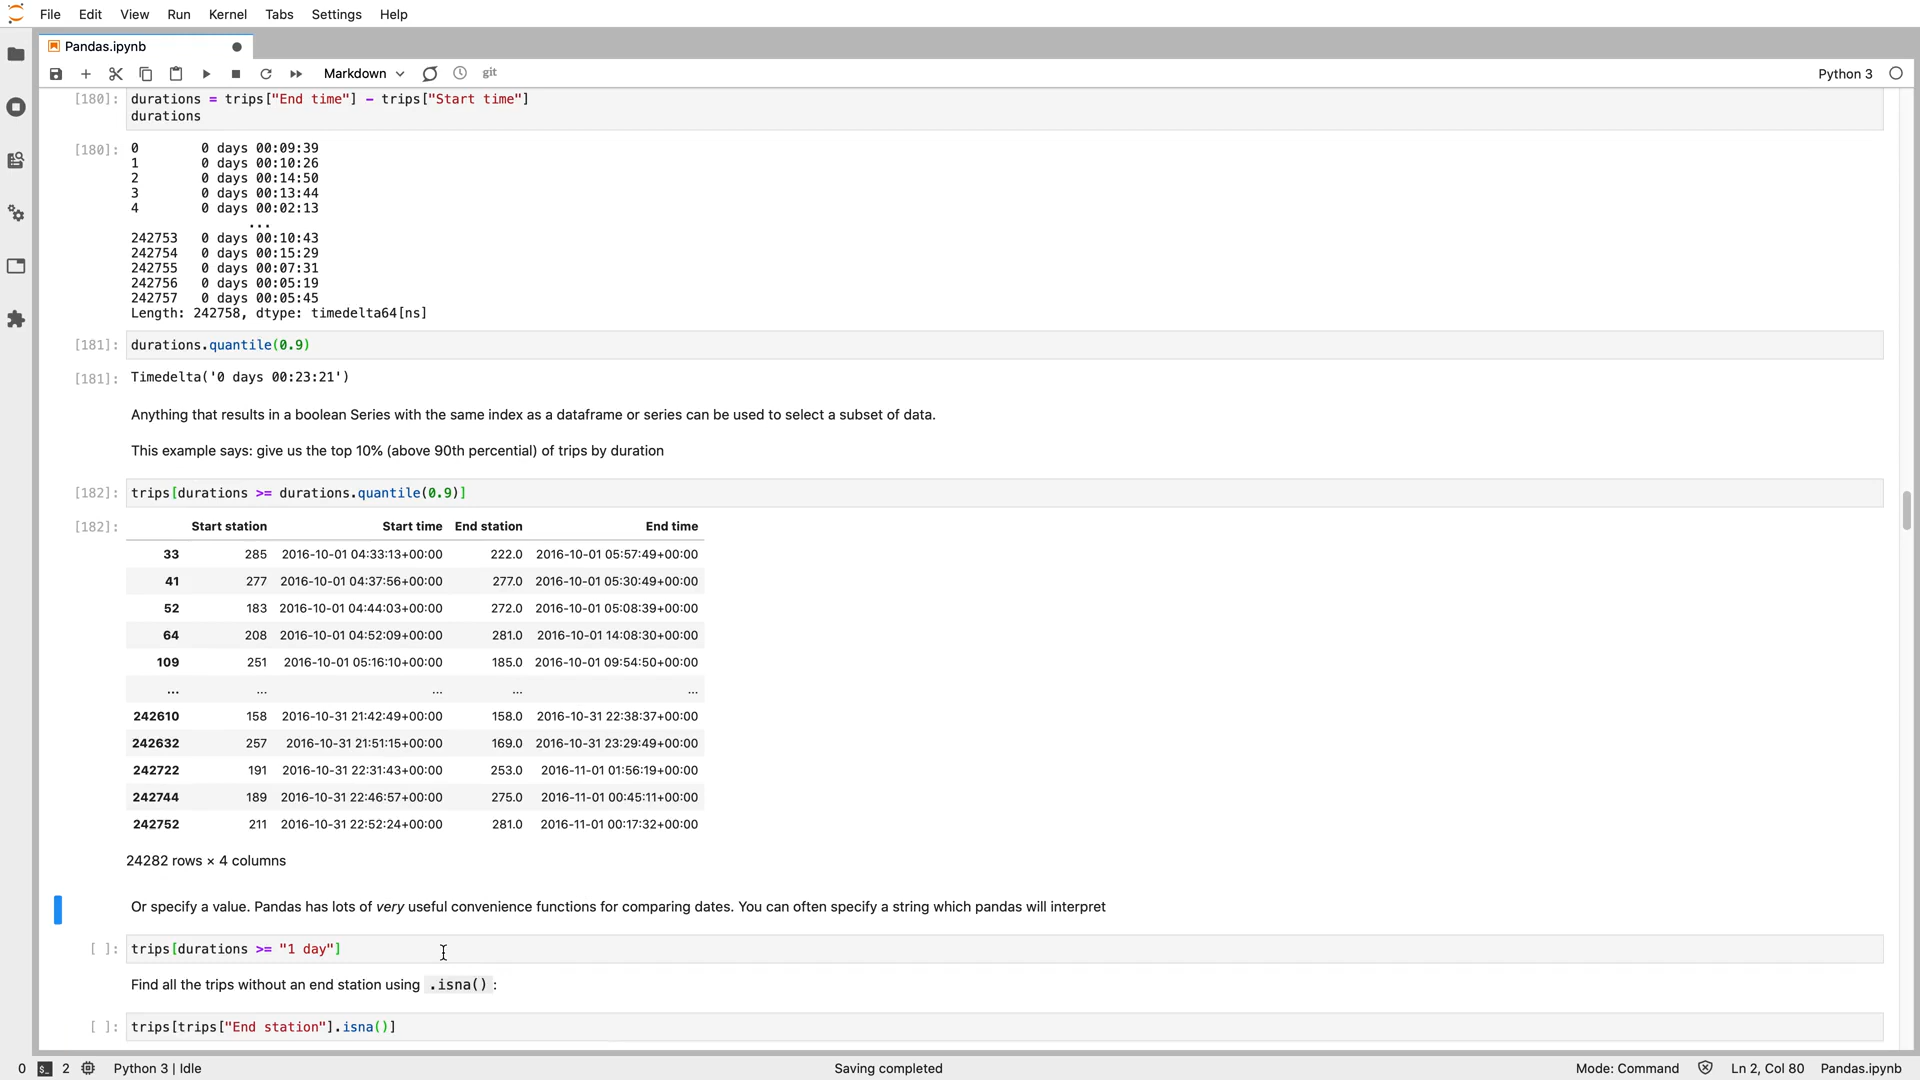 File Edit View Run Kernel Tabs Settings Help
Pandas.ipynb
Markdown git Python 3
[180]: durations = trips["End time"] - trips["Start time"]
durations
[180]: 0 0 days 00:09:39
1 0 days 00:10:26
2 0 days 00:14:50
3 0 days 00:13:44
4 0 days 00:02:13
...
242753 0 days 00:10:43
242754 0 days 00:15:29
242755 0 days 00:07:31
242756 0 days 00:05:19
242757 0 days 00:05:45
Length: 242758, dtype: timedelta64[ns]
[181]: durations.quantile(0.9)
[181]: Timedelta('0 days 00:23:21')
Anything that results in a boolean Series with the same index as a dataframe or series can be used to select a subset of data.
This example says: give us the top 10% (above 90th percential) of trips by duration
[182]: trips[durations >= durations.quantile(0.9)]
[182]: Start station Start time End station End time
33 285 2016-10-01 04:33:13+00:00 222.0 2016-10-01 05:57:49+00:00
41 277 2016-10-01 04:37:56+00:00 277.0 2016-10-01 05:30:49+00:00
52 183 2016-10-01 04:44:03+00:00 272.0 2016-10-01 05:08:39+00:00
64 208 2016-10-01 04:52:09+00:00 281.0 2016-10-01 14:08:30+00:00
109 251 2016-10-01 05:16:10+00:00 185.0 2016-10-01 09:54:50+00:00
... ... ... ... ...
242610 158 2016-10-31 21:42:49+00:00 158.0 2016-10-31 22:38:37+00:00
242632 257 2016-10-31 21:51:15+00:00 169.0 2016-10-31 23:29:49+00:00
242722 191 2016-10-31 22:31:43+00:00 253.0 2016-11-01 01:56:19+00:00
242744 189 2016-10-31 22:46:57+00:00 275.0 2016-11-01 00:45:11+00:00
242752 211 2016-10-31 22:52:24+00:00 281.0 2016-11-01 00:17:32+00:00
24282 rows × 4 columns
Or specify a value. Pandas has lots of very useful convenience functions for comparing dates. You can often specify a string which pandas will interpret
[ ]: trips[durations >= "1 day"]
Find all the trips without an end station using .isna():
[ ]: trips[trips["End station"].isna()]
0 $_ 2 Python 3 | Idle Saving completed Mode: Command Ln 2, Col 80 Pandas.ipynb